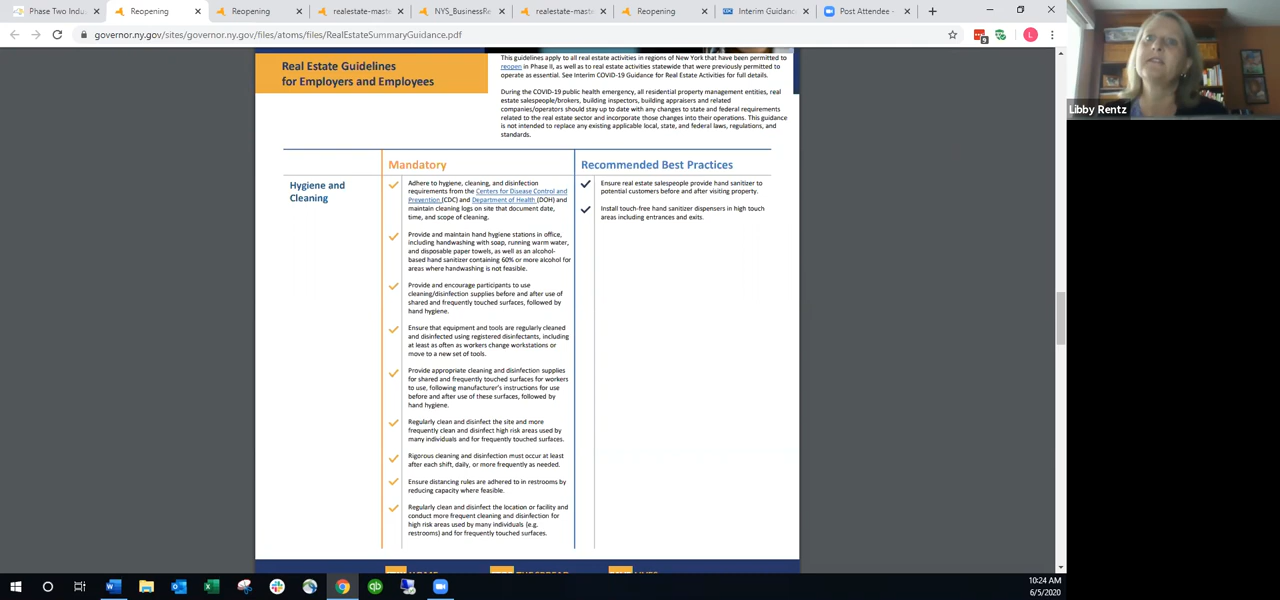 Phase Two Indu
Reopening
Reopening
realestate-maste
NYS_BusinessRe
realestate-maste
Reopening
Interim Guidanc
Post Attendee -
governor.ny.gov/sites/governor.ny.gov/files/atoms/files/RealEstateSummaryGuidance.pdf
9
L
Libby Rentz
Real Estate Guidelines
for Employers and Employees
This guidelines apply to all real estate activities in regions of New York that have been permitted to
reopen in Phase II, as well as to real estate activities statewide that were previously permitted to
operate as essential. See Interim COVID-19 Guidance for Real Estate Activities for full details.
During the COVID-19 public health emergency, all residential property management entities, real
estate salespeople/brokers, building inspectors, building appraisers and related
companies/operators should stay up to date with any changes to state and federal requirements
related to the real estate sector and incorporate those changes into their operations. This guidance
is not intended to replace any existing applicable local, state, and federal laws, regulations, and
standards.
Mandatory
Recommended Best Practices
Hygiene and
Cleaning
Adhere to hygiene, cleaning, and disinfection
requirements from the Centers for Disease Control and
Prevention (CDC) and Department of Health (DOH) and
maintain cleaning logs on site that document date,
time, and scope of cleaning.
Provide and maintain hand hygiene stations in office,
including handwashing with soap, running warm water,
and disposable paper towels, as well as an alcohol-
based hand sanitizer containing 60% or more alcohol for
areas where handwashing is not feasible.
Provide and encourage participants to use
cleaning/disinfection supplies before and after use of
shared and frequently touched surfaces, followed by
hand hygiene.
Ensure that equipment and tools are regularly cleaned
and disinfected using registered disinfectants, including
at least as often as workers change workstations or
move to a new set of tools.
Provide appropriate cleaning and disinfection supplies
for shared and frequently touched surfaces for workers
to use, following manufacturer's instructions for use
before and after use of these surfaces, followed by
hand hygiene.
Regularly clean and disinfect the site and more
frequently clean and disinfect high risk areas used by
many individuals and for frequently touched surfaces.
Rigorous cleaning and disinfection must occur at least
after each shift, daily, or more frequently as needed.
Ensure distancing rules are adhered to in restrooms by
reducing capacity where feasible.
Regularly clean and disinfect the location or facility and
conduct more frequent cleaning and disinfection for
high risk areas used by many individuals (e.g.
restrooms) and for frequently touched surfaces.
Ensure real estate salespeople provide hand sanitizer to
potential customers before and after visiting property.
Install touch-free hand sanitizer dispensers in high touch
areas including entrances and exits.
10:24 AM
6/5/2020